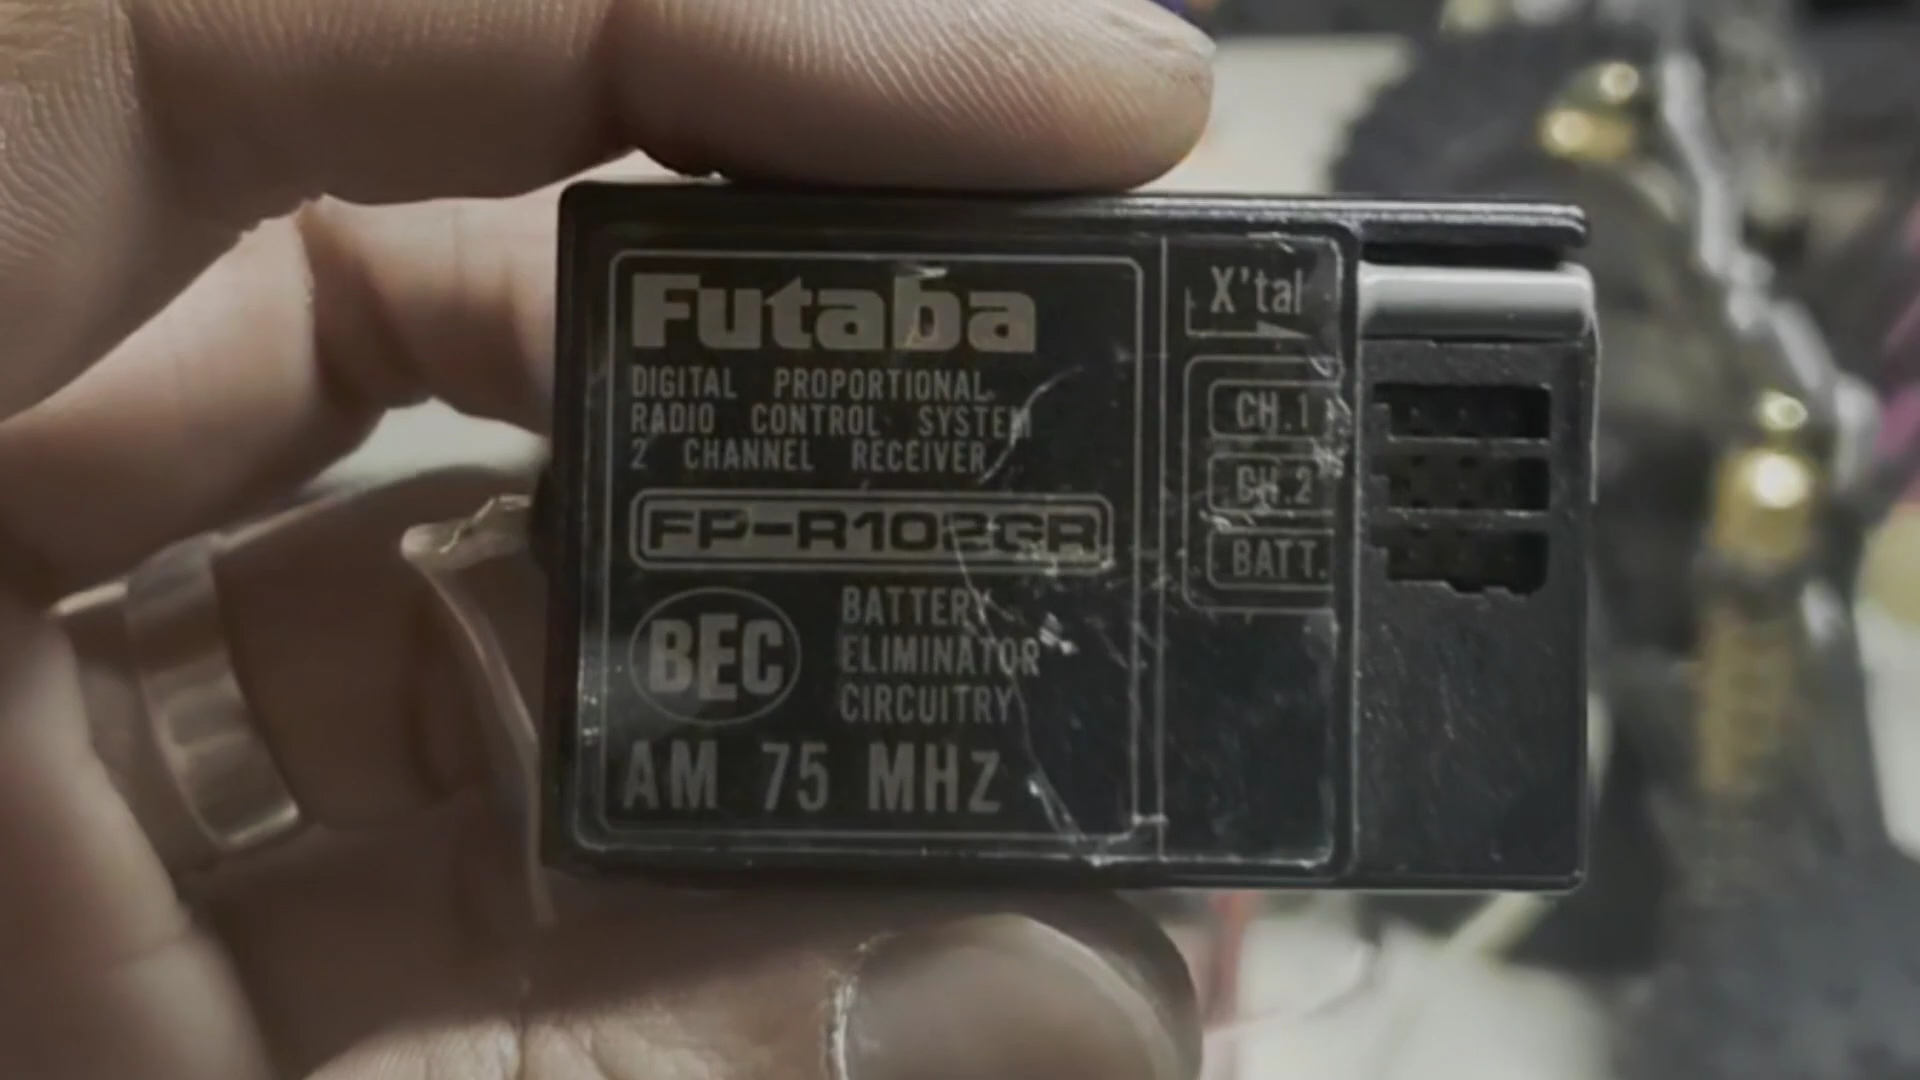 Futaba
DIGITAL PROPORTIONAL
RADIO CONTROL SYSTEM
2 CHANNEL RECEIVER
FP-R102GR
BEC
BATTERY
ELIMINATOR
CIRCUITRY
AM 75 MHz
X'tal
CH.1
CH.2
BATT.